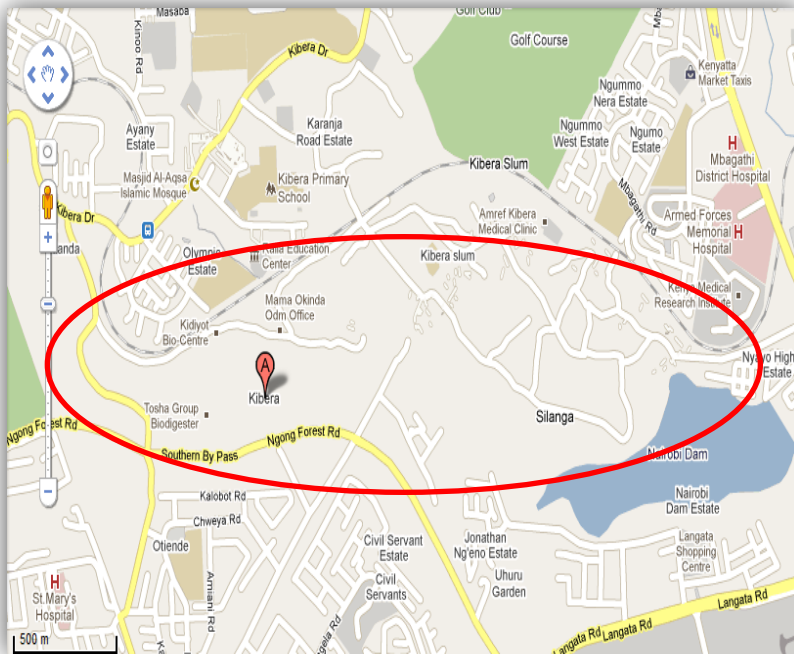 Masaba
Golf Club
Golf Course
Kinoo Rd
Kibera Dr
Kenyatta
Market Taxis
Ngummo
Nera Estate
Karanja
Road Estate
Ayany
Estate
Ngummo
West Estate
Ngumo
Estate
H
Mbagathi
District Hospital
Kibera Slum
Masjid Al-Aqsa
Islamic Mosque
Kibera Primary
School
Mbagathi Rd
Kibera Dr
Amref Kibera
Medical Clinic
Armed Forces
Memorial
Hospital
H
anda
Olympic
Estate
Raila Education
Center
Kibera slum
Kenya Medical
Research Institute
Mama Okinda
Odm Office
Kidiyot
Bio-Centre
Nyayo High
Estate
A
Kibera
Tosha Group
Biodigester
Silanga
Ngong Forest Rd
Southern By Pass
Ngong Forest Rd
Nairobi Dam
Kalobot Rd
Nairobi
Dam Estate
Chweya Rd
Otiende
Civil Servant
Estate
Jonathan
Ng'eno Estate
Langata
Shopping
Centre
Uhuru
Garden
Civil
Servants
H
St.Mary's
Hospital
Amiani Rd
angela Rd
Langata Rd
Langata Rd
Langata Rd
500 m